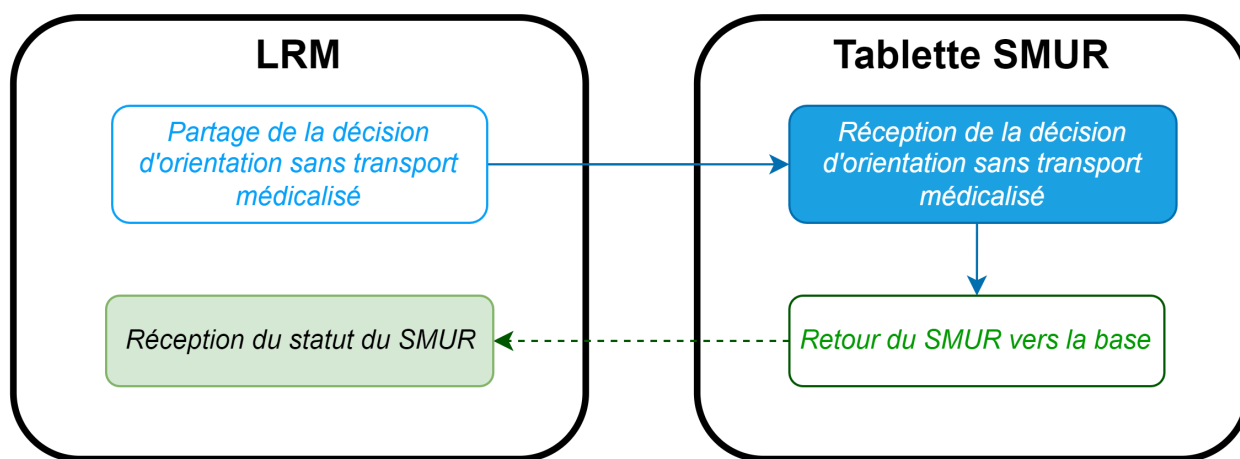 LRM
Partage de la décision
d'orientation sans transport
médicalisé
Réception du statut du SMUR
Tablette SMUR
Réception de la décision
d'orientation sans transport
médicalisé
Retour du SMUR vers la base